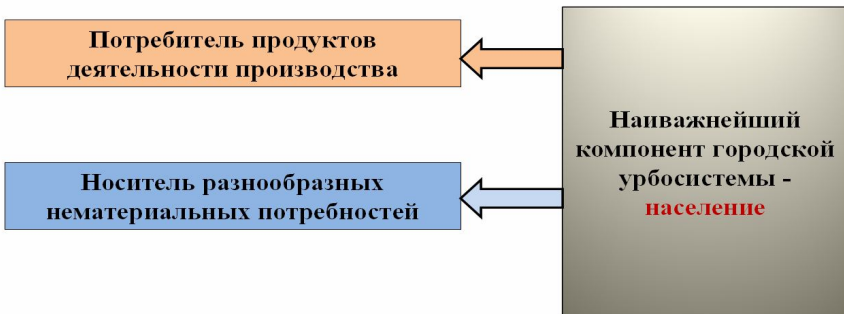 Потребитель продуктов
деятельности производства
Носитель разнообразных
нематериальных потребностей
Наиважнейший
компонент городской
урбосистемы -
население